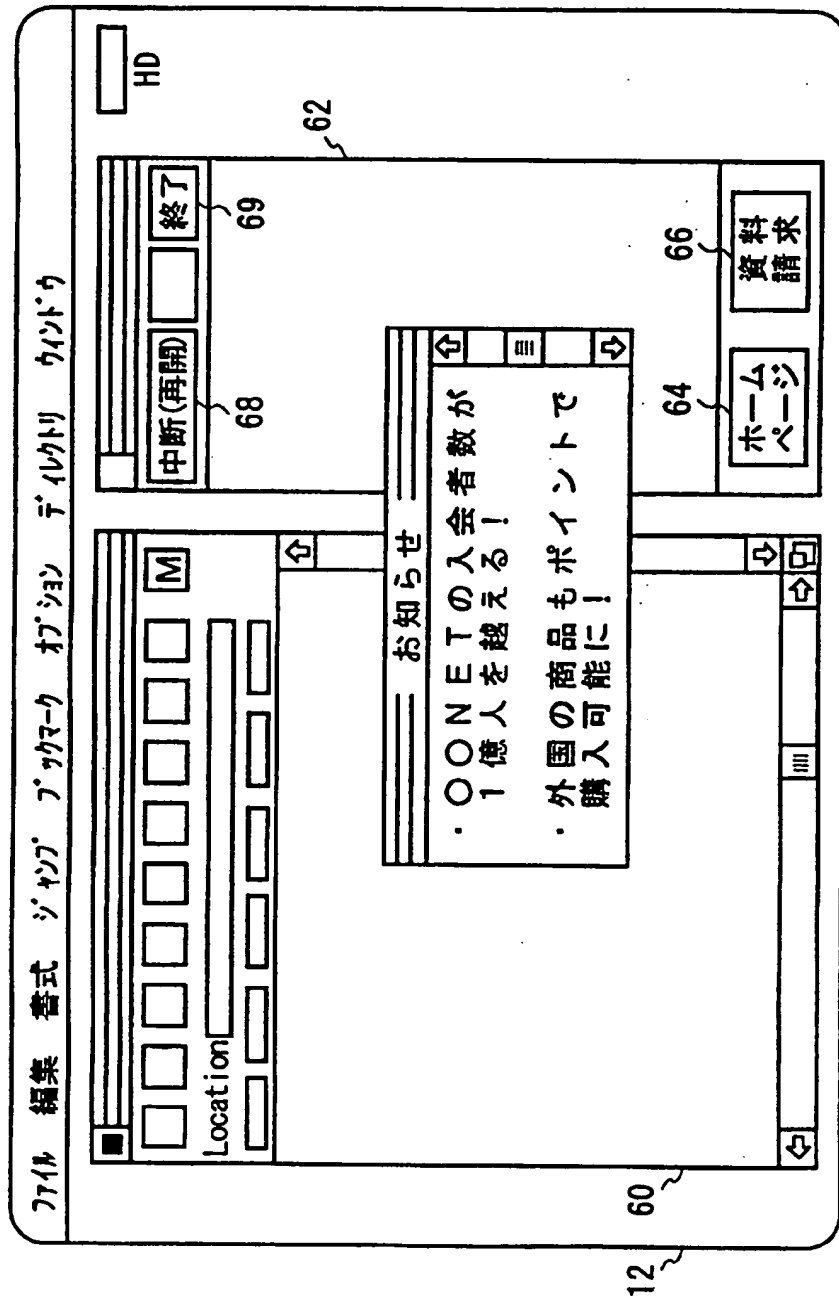 ファイル 編集 書式 ジャンプ ブックマーク オプション ディレクトリ ウィンドウ
HD
M
Location
中断(再開)
終了
68
69
62
お知らせ
・〇〇NETの入会者数が
1億人を越える!
・外国の商品もポイントで
購入可能に!
64
66
ホーム
ページ
資料
請求
60
12